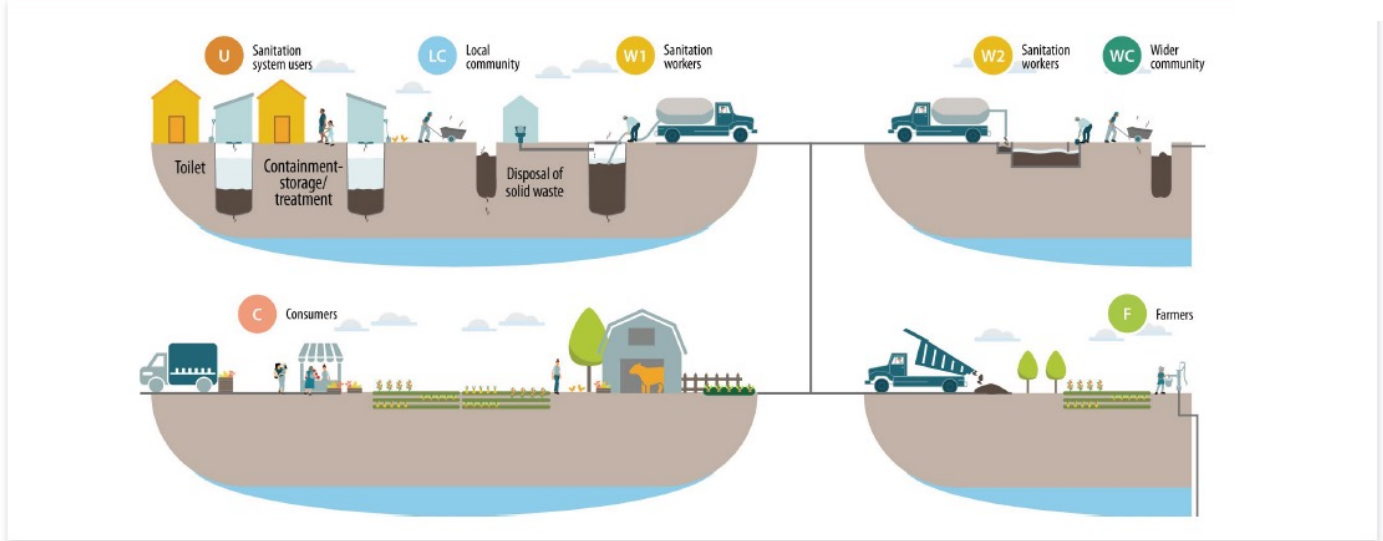 U
Sanitation
system users
LC
Local
community
W1
Sanitation
workers
W2
Sanitation
workers
WC
Wider
community
Toilet
Containment-
storage/
treatment
Disposal of
solid waste
C
Consumers
F
Farmers